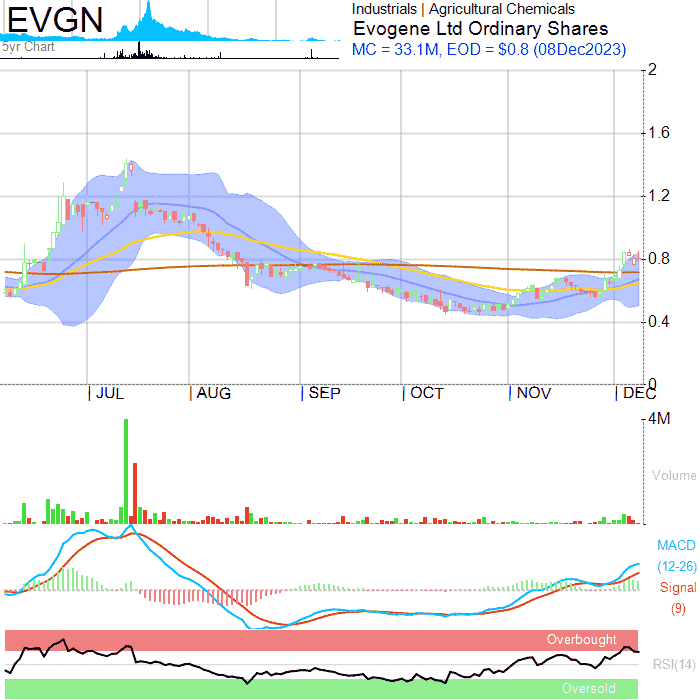 EVGN
5yr Chart
Industrials | Agricultural Chemicals
Evogene Ltd Ordinary Shares
MC = 33.1M, EOD = $0.8 (08Dec2023)
2
1.6
1.2
0.8
0.4
0
JUL AUG SEP OCT NOV DEC
4M
Volume
MACD
(12-26)
Signal
(9)
Overbought
RSI(14)
Oversold